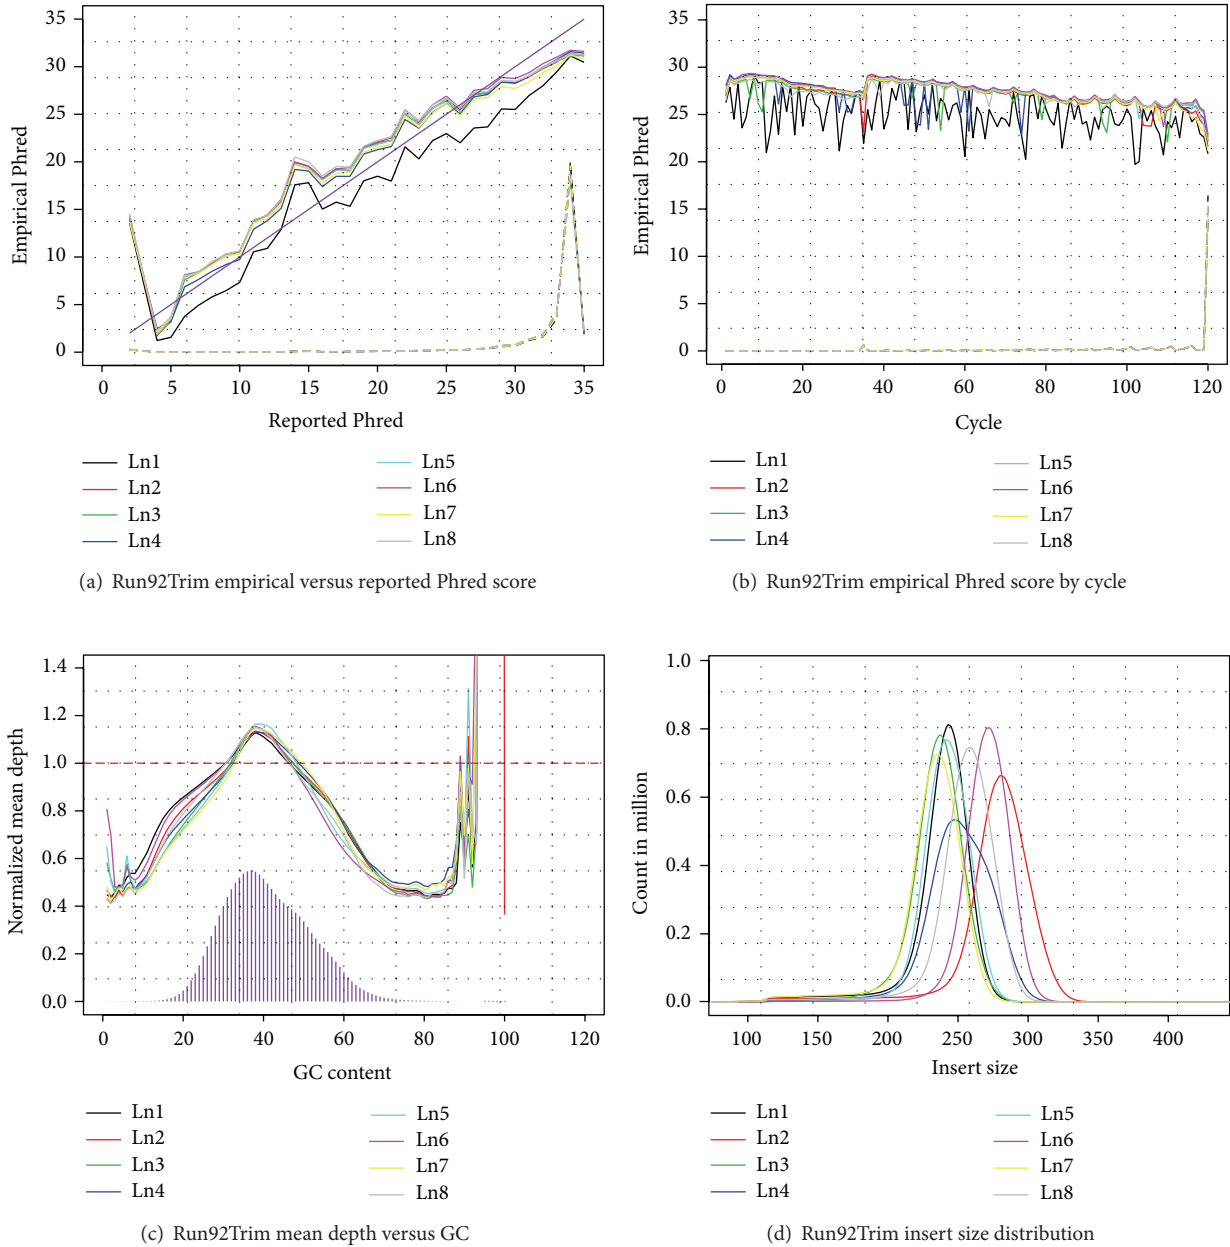 35
30
25
20
15
10
5
0
Empirical Phred
0 5 10 15 20 25 30 35
Reported Phred
Ln1 Ln5
Ln2 Ln6
Ln3 Ln7
Ln4 Ln8
(a) Run92Trim empirical versus reported Phred score
35
30
25
20
15
10
5
0
Empirical Phred
0 20 40 60 80 100 120
Cycle
Ln1 Ln5
Ln2 Ln6
Ln3 Ln7
Ln4 Ln8
(b) Run92Trim empirical Phred score by cycle
1.4
1.2
1.0
0.8
0.6
0.4
0.2
0.0
Normalized mean depth
0 20 40 60 80 100 120
GC content
Ln1 Ln5
Ln2 Ln6
Ln3 Ln7
Ln4 Ln8
(c) Run92Trim mean depth versus GC
1.0
0.8
0.6
0.4
0.2
0.0
Count in million
100 150 200 250 300 350 400
Insert size
Ln1 Ln5
Ln2 Ln6
Ln3 Ln7
Ln4 Ln8
(d) Run92Trim insert size distribution